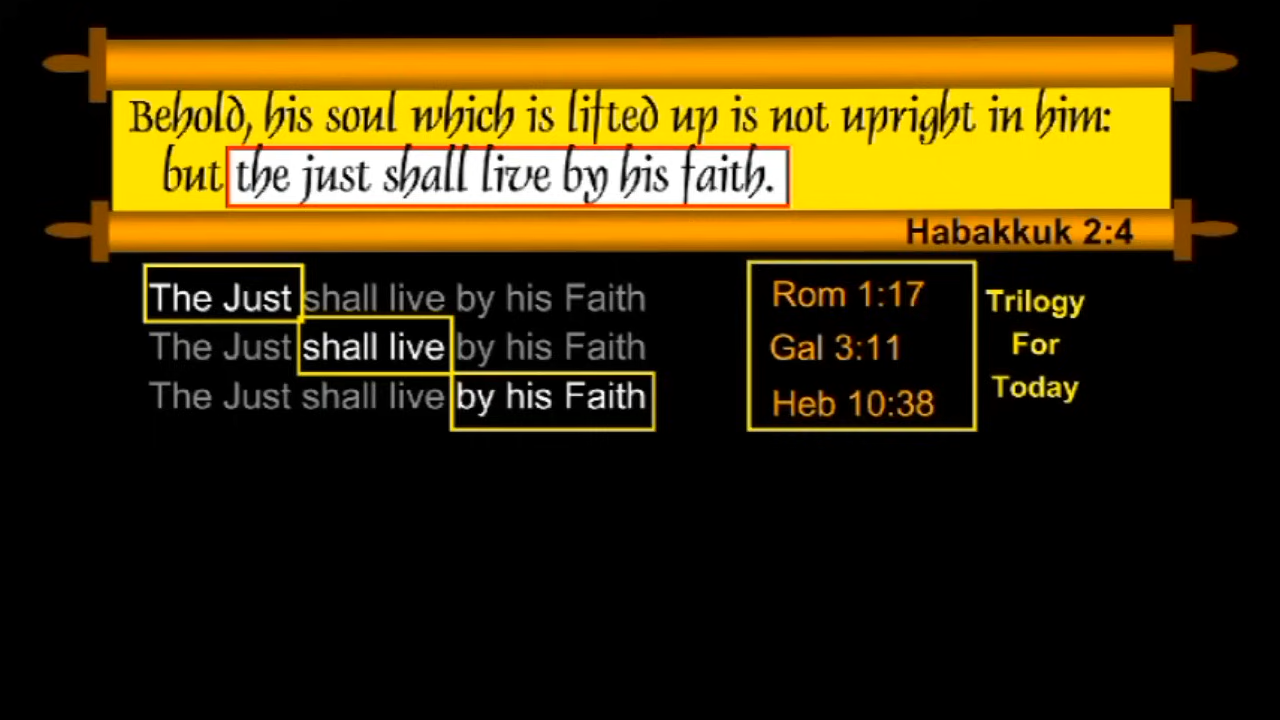 Behold, his soul which is lifted up is not upright in him:
but the just shall live by his faith.
Habakkuk 2:4
The Just shall live by his Faith
The Just shall live by his Faith
The Just shall live by his Faith
Rom 1:17
Gal 3:11
Heb 10:38
Trilogy
For
Today